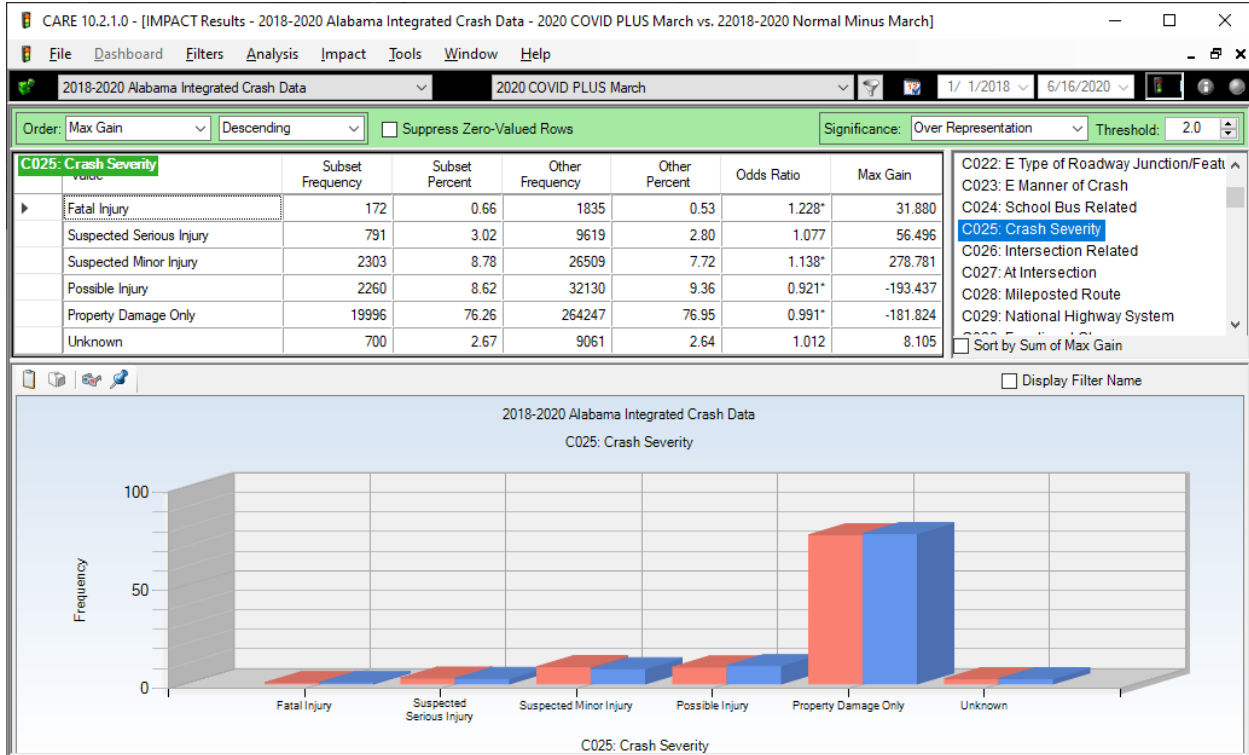 CARE 10.2.1.0 - [IMPACT Results - 2018-2020 Alabama Integrated Crash Data - 2020 COVID PLUS March vs. 22018-2020 Normal Minus March]
File Dashboard Filters Analysis Impact Tools Window Help
2018-2020 Alabama Integrated Crash Data 2020 COVID PLUS March 1/ 1/2018 6/16/2020
Order: Max Gain Descending Suppress Zero-Valued Rows Significance: Over Representation Threshold: 2.0
C025: Crash Severity Subset Frequency Subset Percent Other Frequency Other Percent Odds Ratio Max Gain
Fatal Injury 172 0.66 1835 0.53 1.228* 31.880
Suspected Serious Injury 791 3.02 9619 2.80 1.077 56.496
Suspected Minor Injury 2303 8.78 26509 7.72 1.138* 278.781
Possible Injury 2260 8.62 32130 9.36 0.921* -193.437
Property Damage Only 19996 76.26 264247 76.95 0.991* -181.824
Unknown 700 2.67 9061 2.64 1.012 8.105
C022: E Type of Roadway Junction/Featu
C023: E Manner of Crash
C024: School Bus Related
C025: Crash Severity
C026: Intersection Related
C027: At Intersection
C028: Mileposted Route
C029: National Highway System
Sort by Sum of Max Gain
Display Filter Name
2018-2020 Alabama Integrated Crash Data
C025: Crash Severity
100
50
0
Frequency
Fatal Injury
Suspected
Serious Injury
Suspected Minor Injury
Possible Injury
Property Damage Only
Unknown
C025: Crash Severity